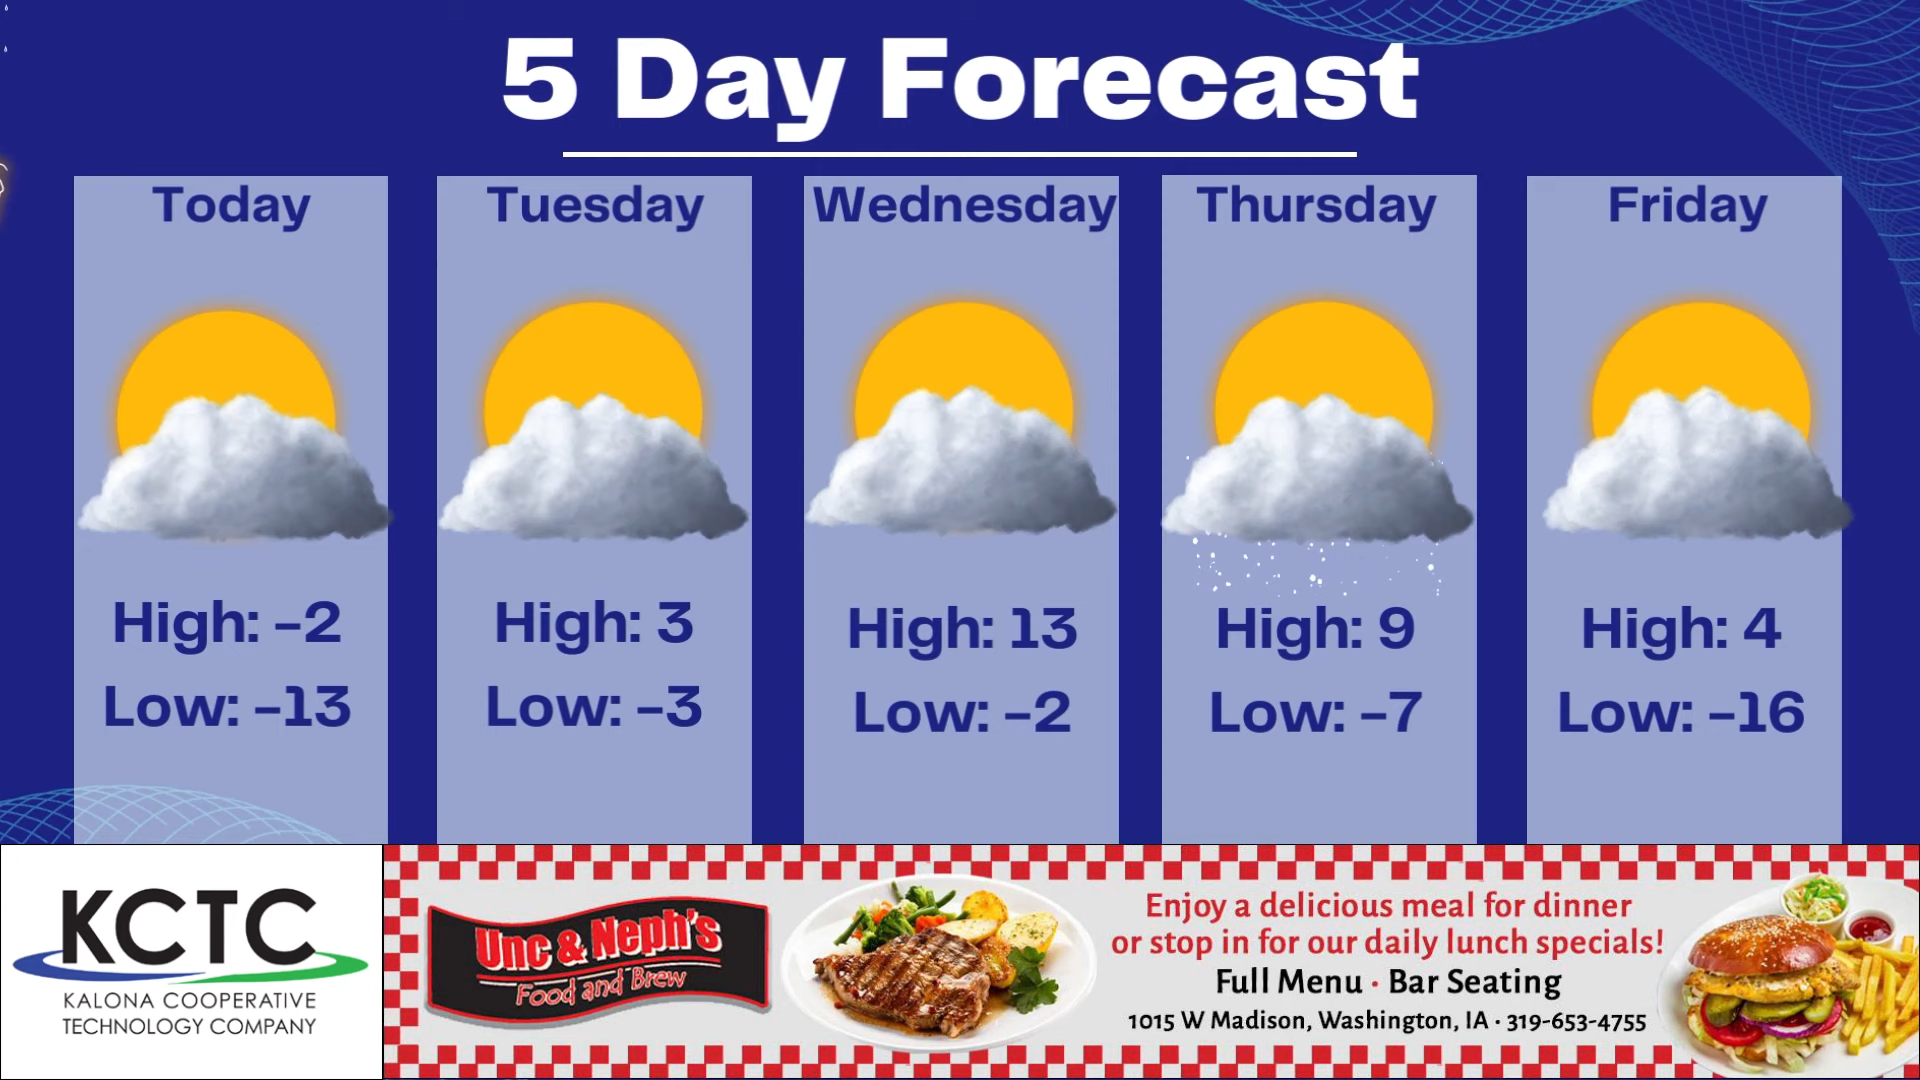 5 Day Forecast
Today
Tuesday
Wednesday
Thursday
Friday
High: -2
Low: -13
High: 3
Low: -3
High: 13
Low: -2
High: 9
Low: -7
High: 4
Low: -16
KCTC
KALONA COOPERATIVE
TECHNOLOGY COMPANY
Unc & Neph's
Food and Brew
Enjoy a delicious meal for dinner
or stop in for our daily lunch specials!
Full Menu · Bar Seating
1015 W Madison, Washington, IA · 319-653-4755